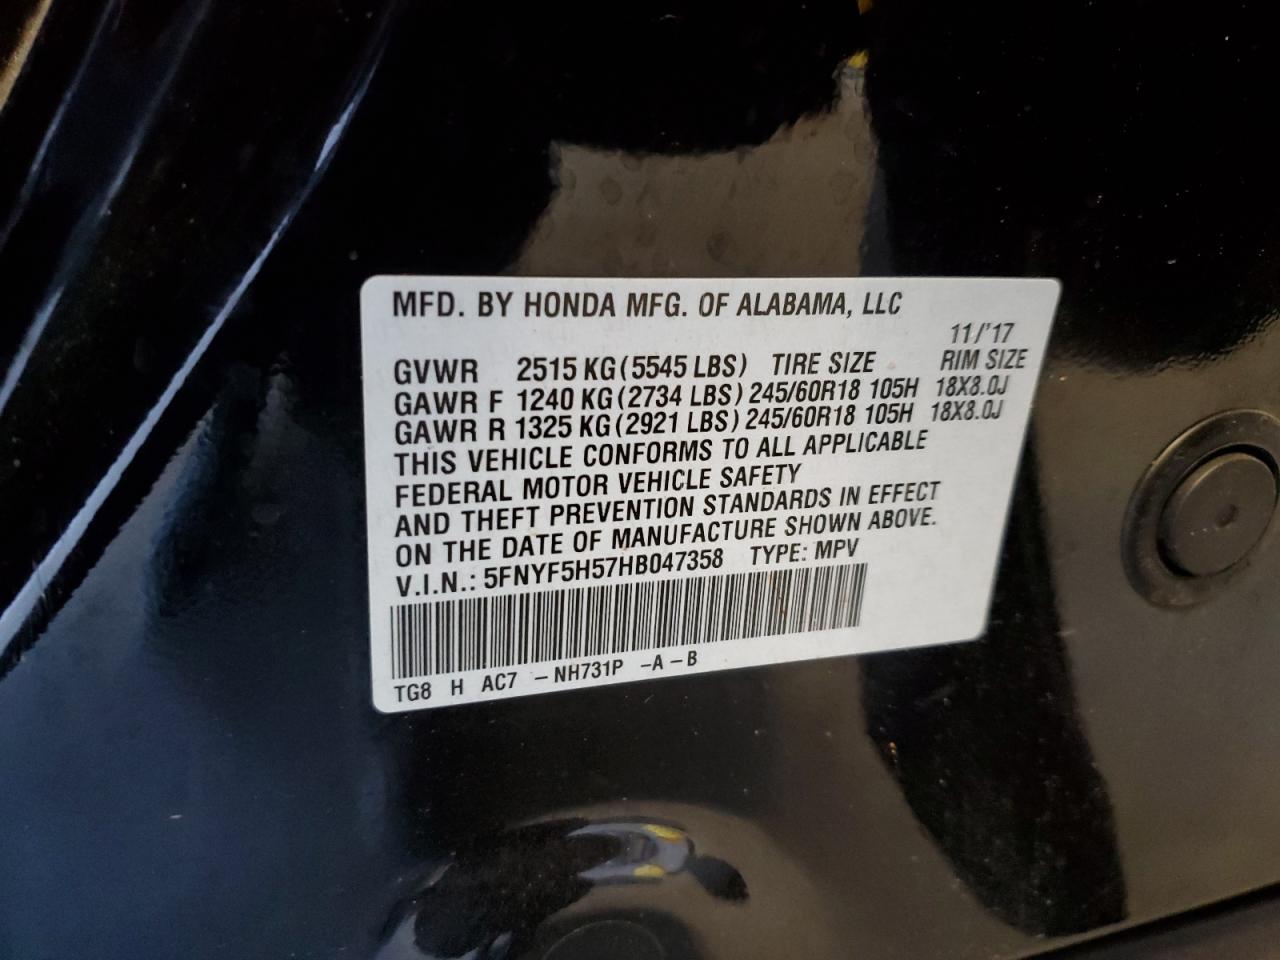 MFD. BY HONDA MFG. OF ALABAMA, LLC
11/'17
GVWR 2515 KG (5545 LBS) TIRE SIZE RIM SIZE
GAWR F 1240 KG (2734 LBS) 245/60R18 105H 18X8.0J
GAWR R 1325 KG (2921 LBS) 245/60R18 105H 18X8.0J
THIS VEHICLE CONFORMS TO ALL APPLICABLE
FEDERAL MOTOR VEHICLE SAFETY
AND THEFT PREVENTION STANDARDS IN EFFECT
ON THE DATE OF MANUFACTURE SHOWN ABOVE.
V.I.N.: 5FNYF5H57HB047358 TYPE: MPV
TG8 H AC7 – NH731P –A – B